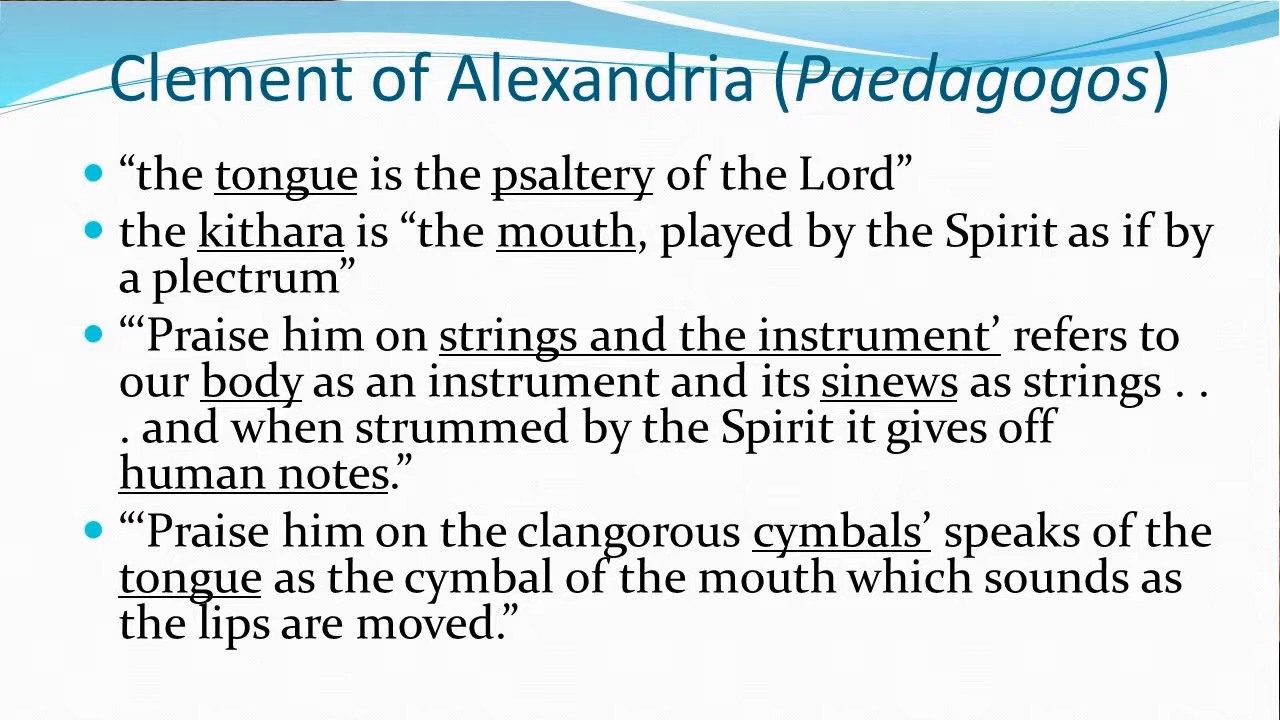 Clement of Alexandria (Paedagogos)
• “the tongue is the psaltery of the Lord”
• the kithara is “the mouth, played by the Spirit as if by
a plectrum”
• “‘Praise him on strings and the instrument’ refers to
our body as an instrument and its sinews as strings . .
. and when strummed by the Spirit it gives off
human notes.”
• “‘Praise him on the clangorous cymbals’ speaks of the
tongue as the cymbal of the mouth which sounds as
the lips are moved.”